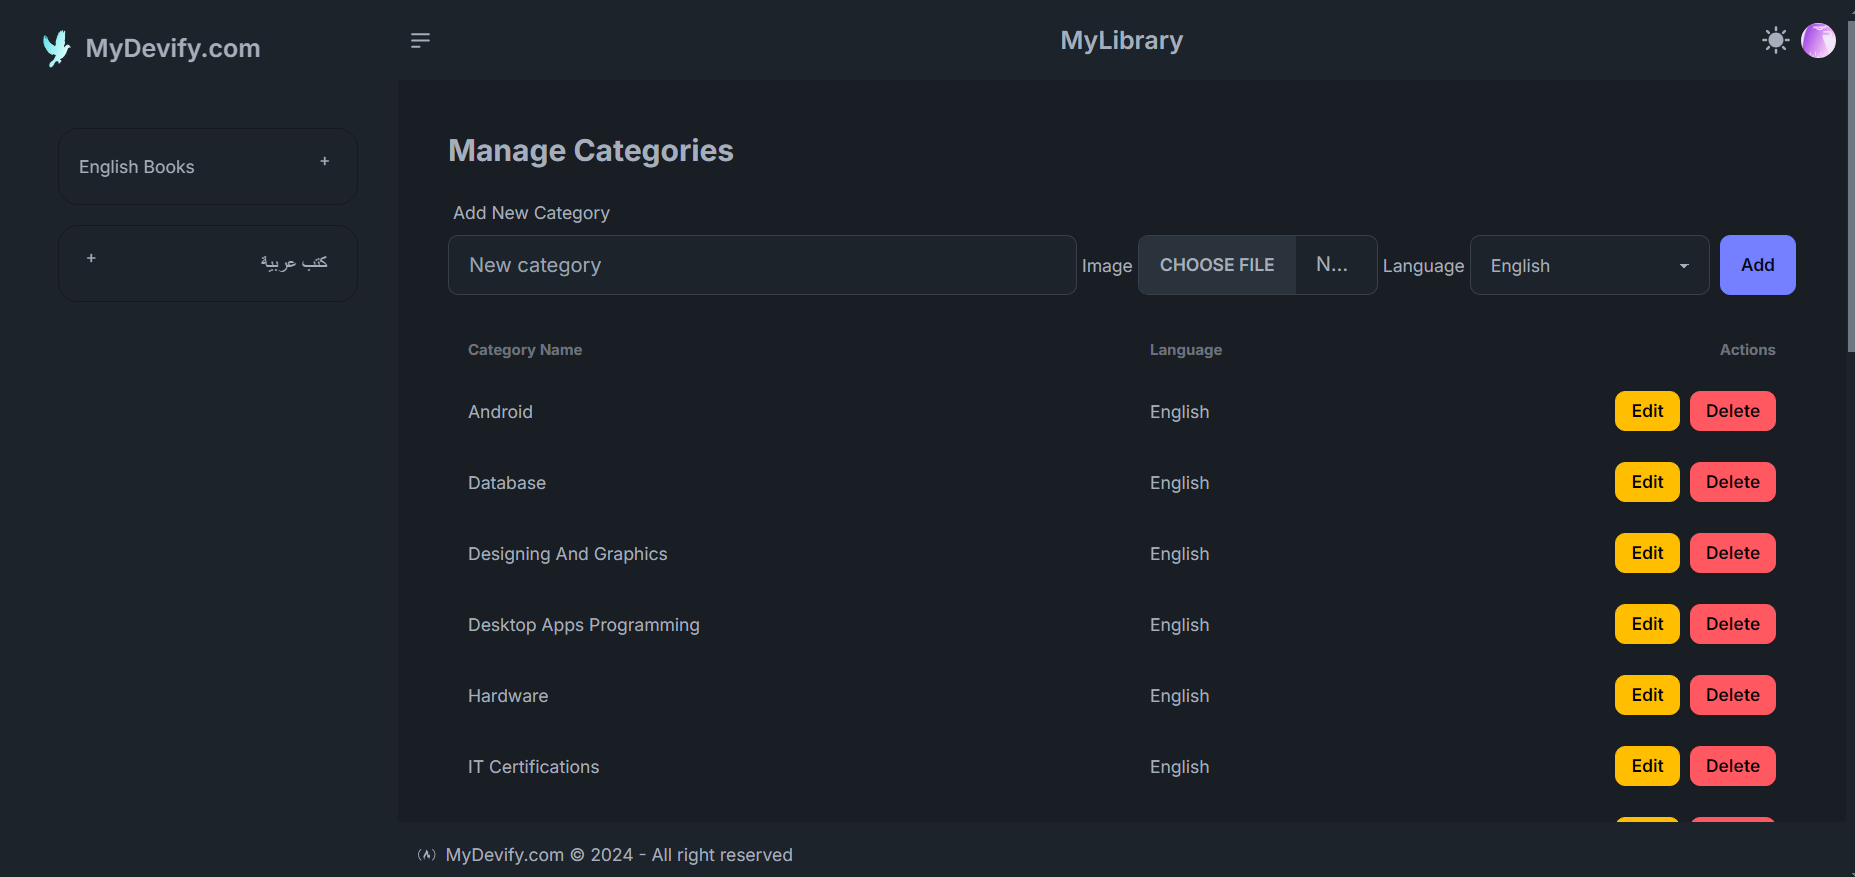 MyDevify.com
MyLibrary
English Books +
كتب عربية +
Manage Categories
Add New Category
New category Image CHOOSE FILE N... Language English Add
Category Name Language Actions
Android English Edit Delete
Database English Edit Delete
Designing And Graphics English Edit Delete
Desktop Apps Programming English Edit Delete
Hardware English Edit Delete
IT Certifications English Edit Delete
MyDevify.com © 2024 - All right reserved